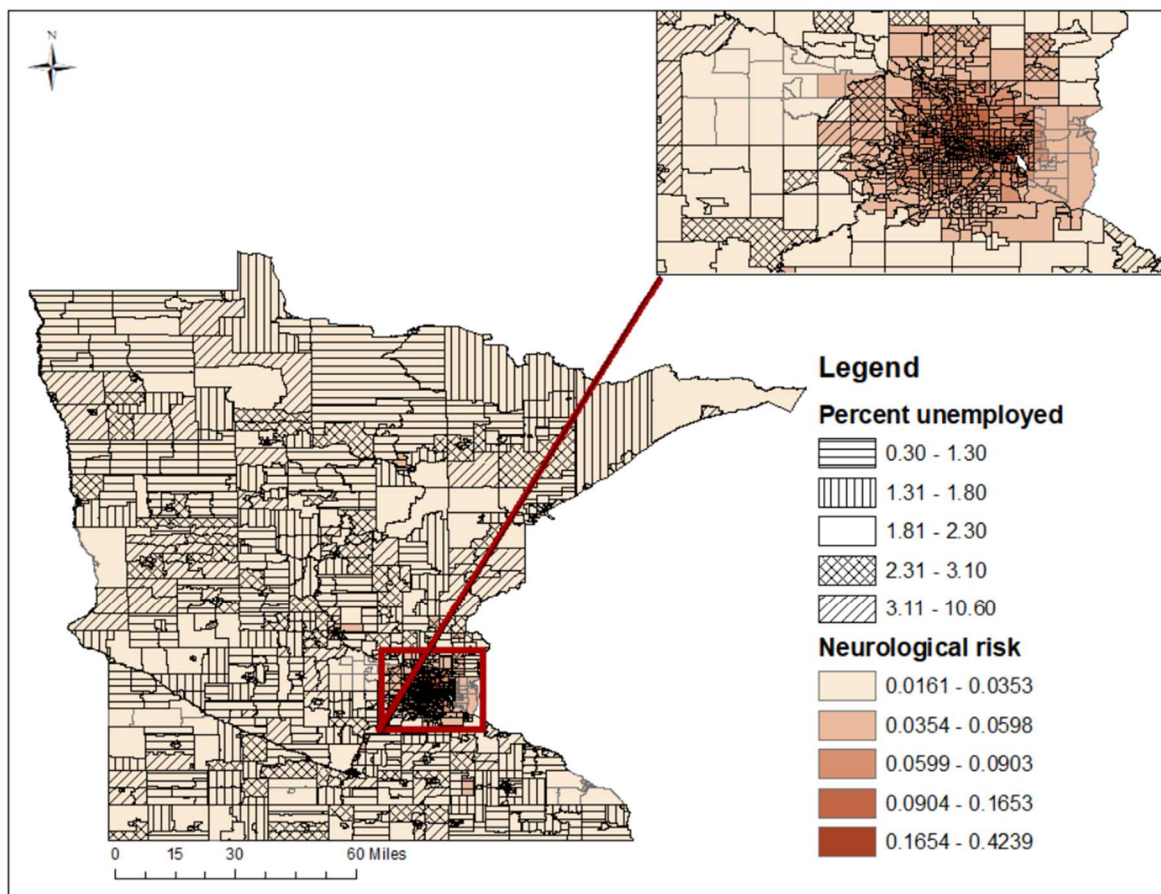 N
Legend
Percent unemployed
0.30 - 1.30
1.31 - 1.80
1.81 - 2.30
2.31 - 3.10
3.11 - 10.60
Neurological risk
0.0161 - 0.0353
0.0354 - 0.0598
0.0599 - 0.0903
0.0904 - 0.1653
0.1654 - 0.4239
0 15 30 60 Miles